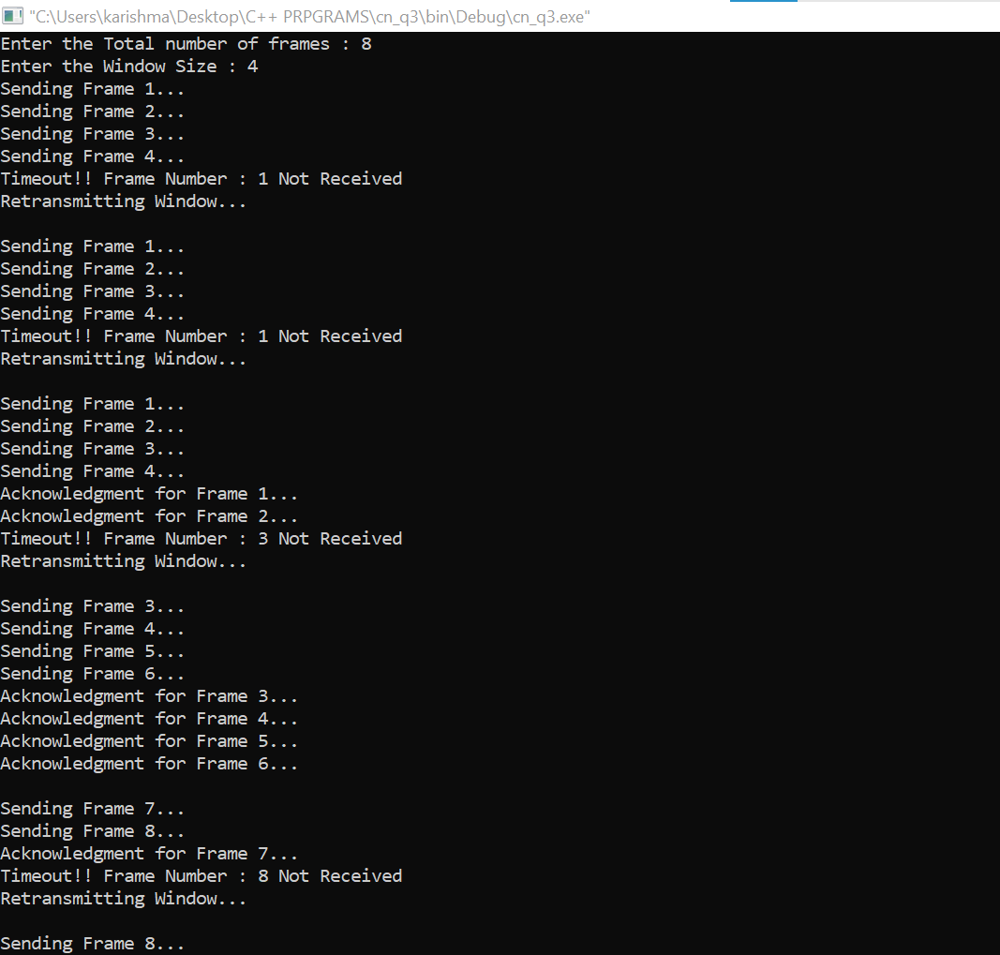 "C:\Users\karishma\Desktop\C++ PRPGRAMS\cn_q3\bin\Debug\cn_q3.exe"
Enter the Total number of frames : 8
Enter the Window Size : 4
Sending Frame 1...
Sending Frame 2...
Sending Frame 3...
Sending Frame 4...
Timeout!! Frame Number : 1 Not Received
Retransmitting Window...

Sending Frame 1...
Sending Frame 2...
Sending Frame 3...
Sending Frame 4...
Timeout!! Frame Number : 1 Not Received
Retransmitting Window...

Sending Frame 1...
Sending Frame 2...
Sending Frame 3...
Sending Frame 4...
Acknowledgment for Frame 1...
Acknowledgment for Frame 2...
Timeout!! Frame Number : 3 Not Received
Retransmitting Window...

Sending Frame 3...
Sending Frame 4...
Sending Frame 5...
Sending Frame 6...
Acknowledgment for Frame 3...
Acknowledgment for Frame 4...
Acknowledgment for Frame 5...
Acknowledgment for Frame 6...

Sending Frame 7...
Sending Frame 8...
Acknowledgment for Frame 7...
Timeout!! Frame Number : 8 Not Received
Retransmitting Window...

Sending Frame 8...